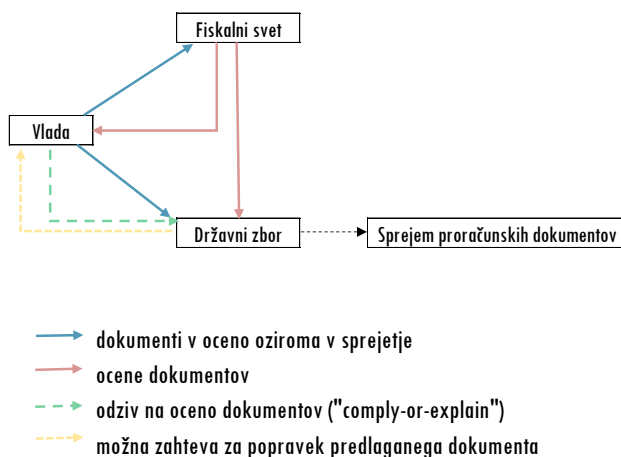 Fiskalni svet
Vlada
Državni zbor
Sprejem proračunskih dokumentov
dokumenti v oceno oziroma v sprejetje
ocene dokumentov
odziv na oceno dokumentov ("comply-or-explain")
možna zahteva za popravek predlaganega dokumenta